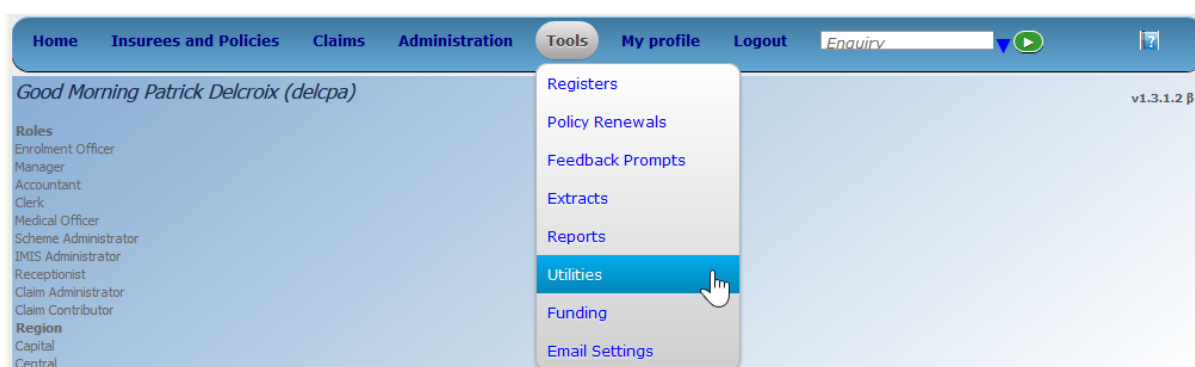 Home Insurees and Policies Claims Administration Tools My profile Logout Enquiry ?
Good Morning Patrick Delcroix (delcpa)
v1.3.1.2 β
Roles
Enrolment Officer
Manager
Accountant
Clerk
Medical Officer
Scheme Administrator
IMIS Administrator
Receptionist
Claim Administrator
Claim Contributor
Region
Capital
Central
Registers
Policy Renewals
Feedback Prompts
Extracts
Reports
Utilities
Funding
Email Settings